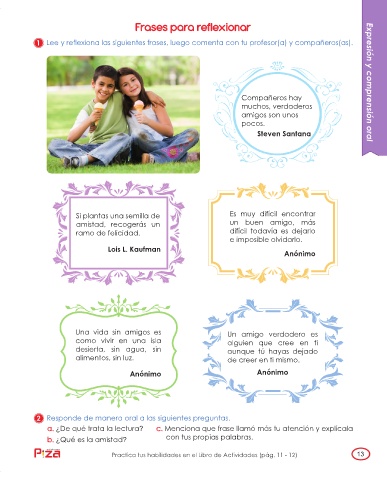 Frases para reflexionar
Expresión y comprensión oral
1 Lee y reflexiona las siguientes frases, luego comenta con tu profesor(a) y compañeros(as).
Compañeros hay
muchos, verdaderos
amigos son unos
pocos.
Steven Santana
Si plantas una semilla de
amistad, recogerás un
ramo de felicidad.
Lois L. Kaufman
Es muy difícil encontrar
un buen amigo, más
difícil todavía es dejarlo
e imposible olvidarlo.
Anónimo
Una vida sin amigos es
como vivir en una isla
desierta, sin agua, sin
alimentos, sin luz.
Anónimo
Un amigo verdadero es
alguien que cree en ti
aunque tú hayas dejado
de creer en ti mismo.
Anónimo
2 Responde de manera oral a las siguientes preguntas.
a. ¿De qué trata la lectura?
b. ¿Qué es la amistad?
c. Menciona que frase llamó más tu atención y explícala
con tus propias palabras.
Practica tus habilidades en el Libro de Actividades (pág. 11 - 12)
13